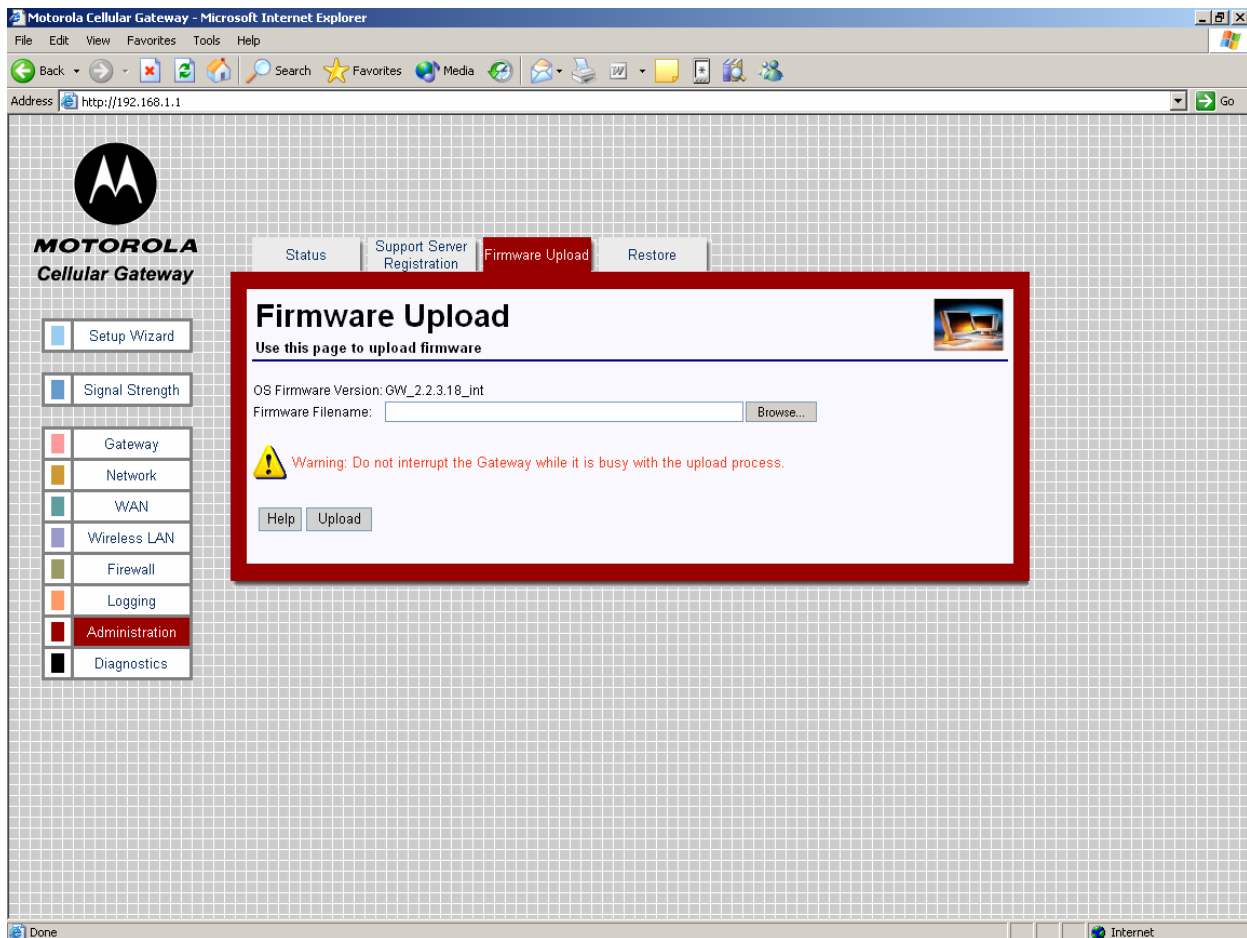 Motorola Cellular Gateway - Microsoft Internet Explorer
File Edit View Favorites Tools Help
Back Search Favorites Media
Address http://192.168.1.1 Go
MOTOROLA
Cellular Gateway
Status
Support Server
Registration
Firmware Upload
Restore
Setup Wizard
Signal Strength
Gateway
Network
WAN
Wireless LAN
Firewall
Logging
Administration
Diagnostics
Firmware Upload
Use this page to upload firmware
OS Firmware Version: GW_2.2.3.18_int
Firmware Filename: Browse...
Warning: Do not interrupt the Gateway while it is busy with the upload process.
Help Upload
Done Internet